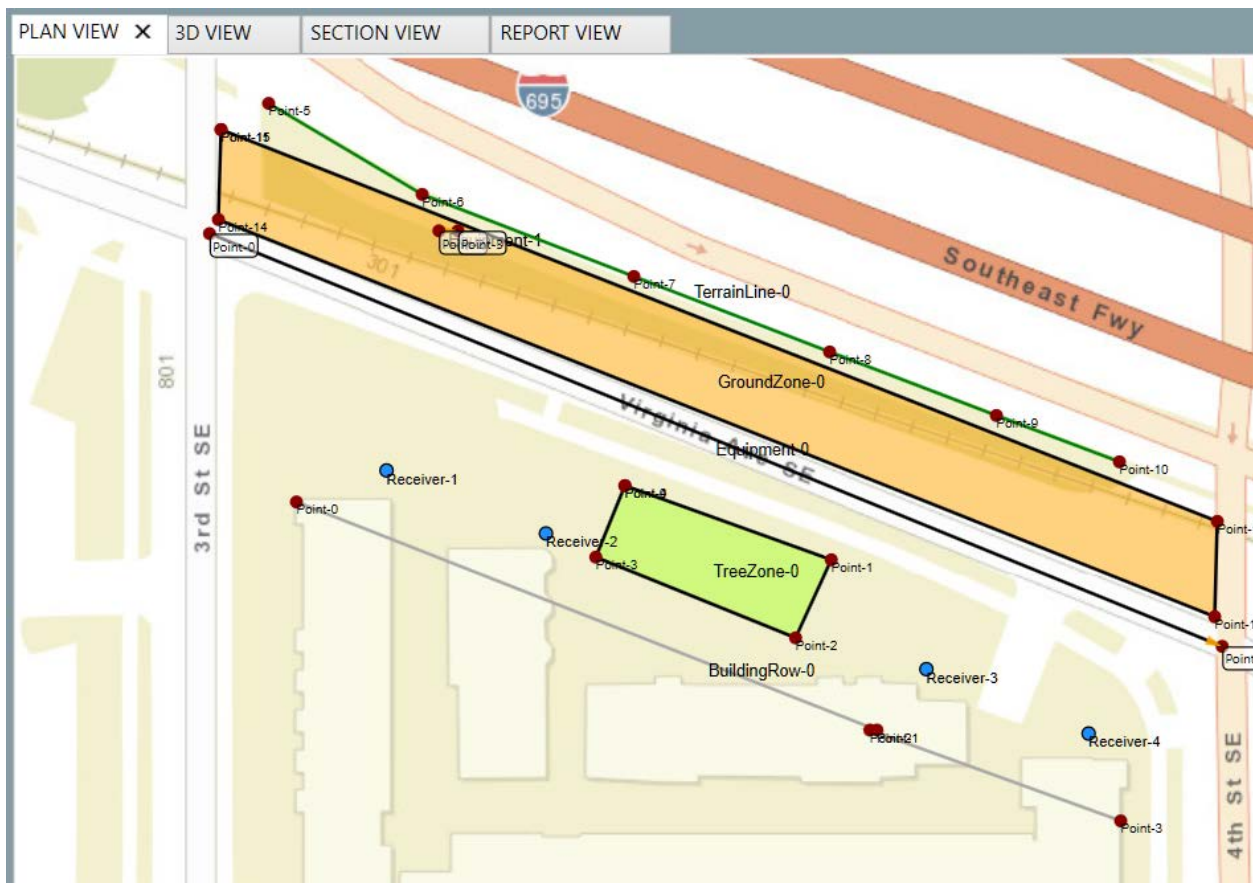 PLAN VIEW X
3D VIEW
SECTION VIEW
REPORT VIEW
695
Point-5
Point-6
Point-14
Point-0
301
Point-7
TerrainLine-0
Southeast Fwy
Point-8
GroundZone-0
Point-9
Virginia Ave SE
Equipment-0
Point-10
801
3rd St SE
Receiver-1
Point-0
Receiver-2
Point-3
Point-1
TreeZone-0
Point-2
BuildingRow-0
Receiver-3
Receiver-4
Point-3
4th St SE